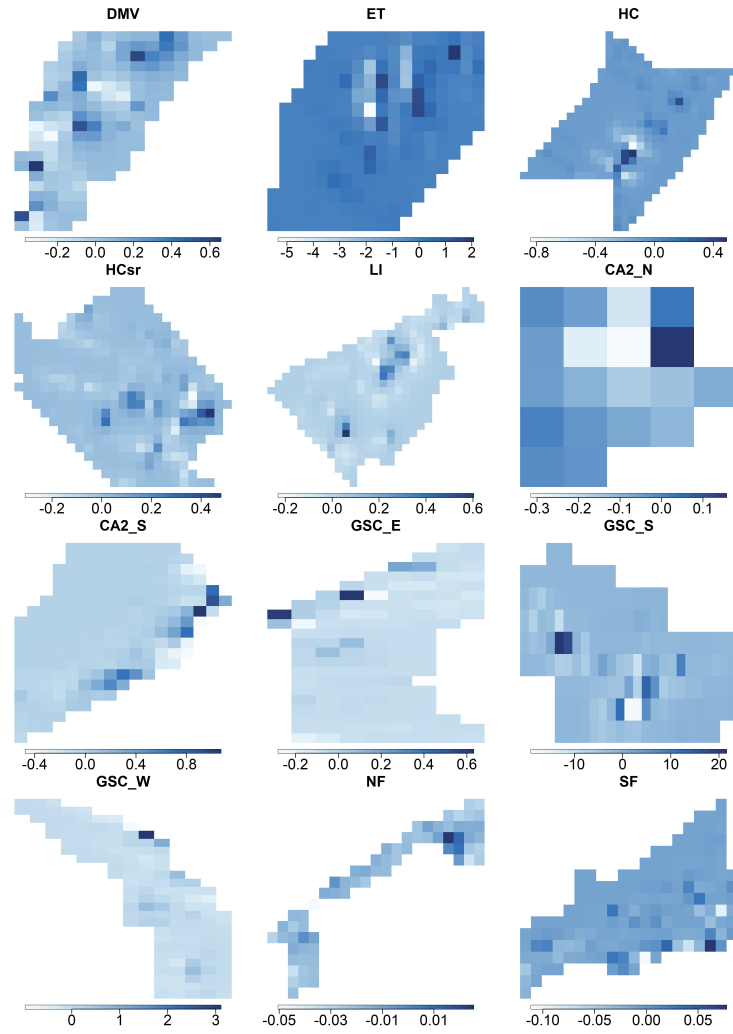 DMV ET HC
-0.2 0.0 0.2 0.4 0.6 -5 -4 -3 -2 -1 0 1 2 -0.8 -0.4 0.0 0.4
HCsr LI CA2_N
-0.2 0.0 0.2 0.4 -0.2 0.0 0.2 0.4 0.6 -0.3 -0.2 -0.1 0.0 0.1
CA2_S GSC_E GSC_S
-0.4 0.0 0.4 0.8 -0.2 0.0 0.2 0.4 0.6 -10 0 10 20
GSC_W NF SF
0 1 2 3 -0.05 -0.03 -0.01 0.01 -0.10 -0.05 0.00 0.05